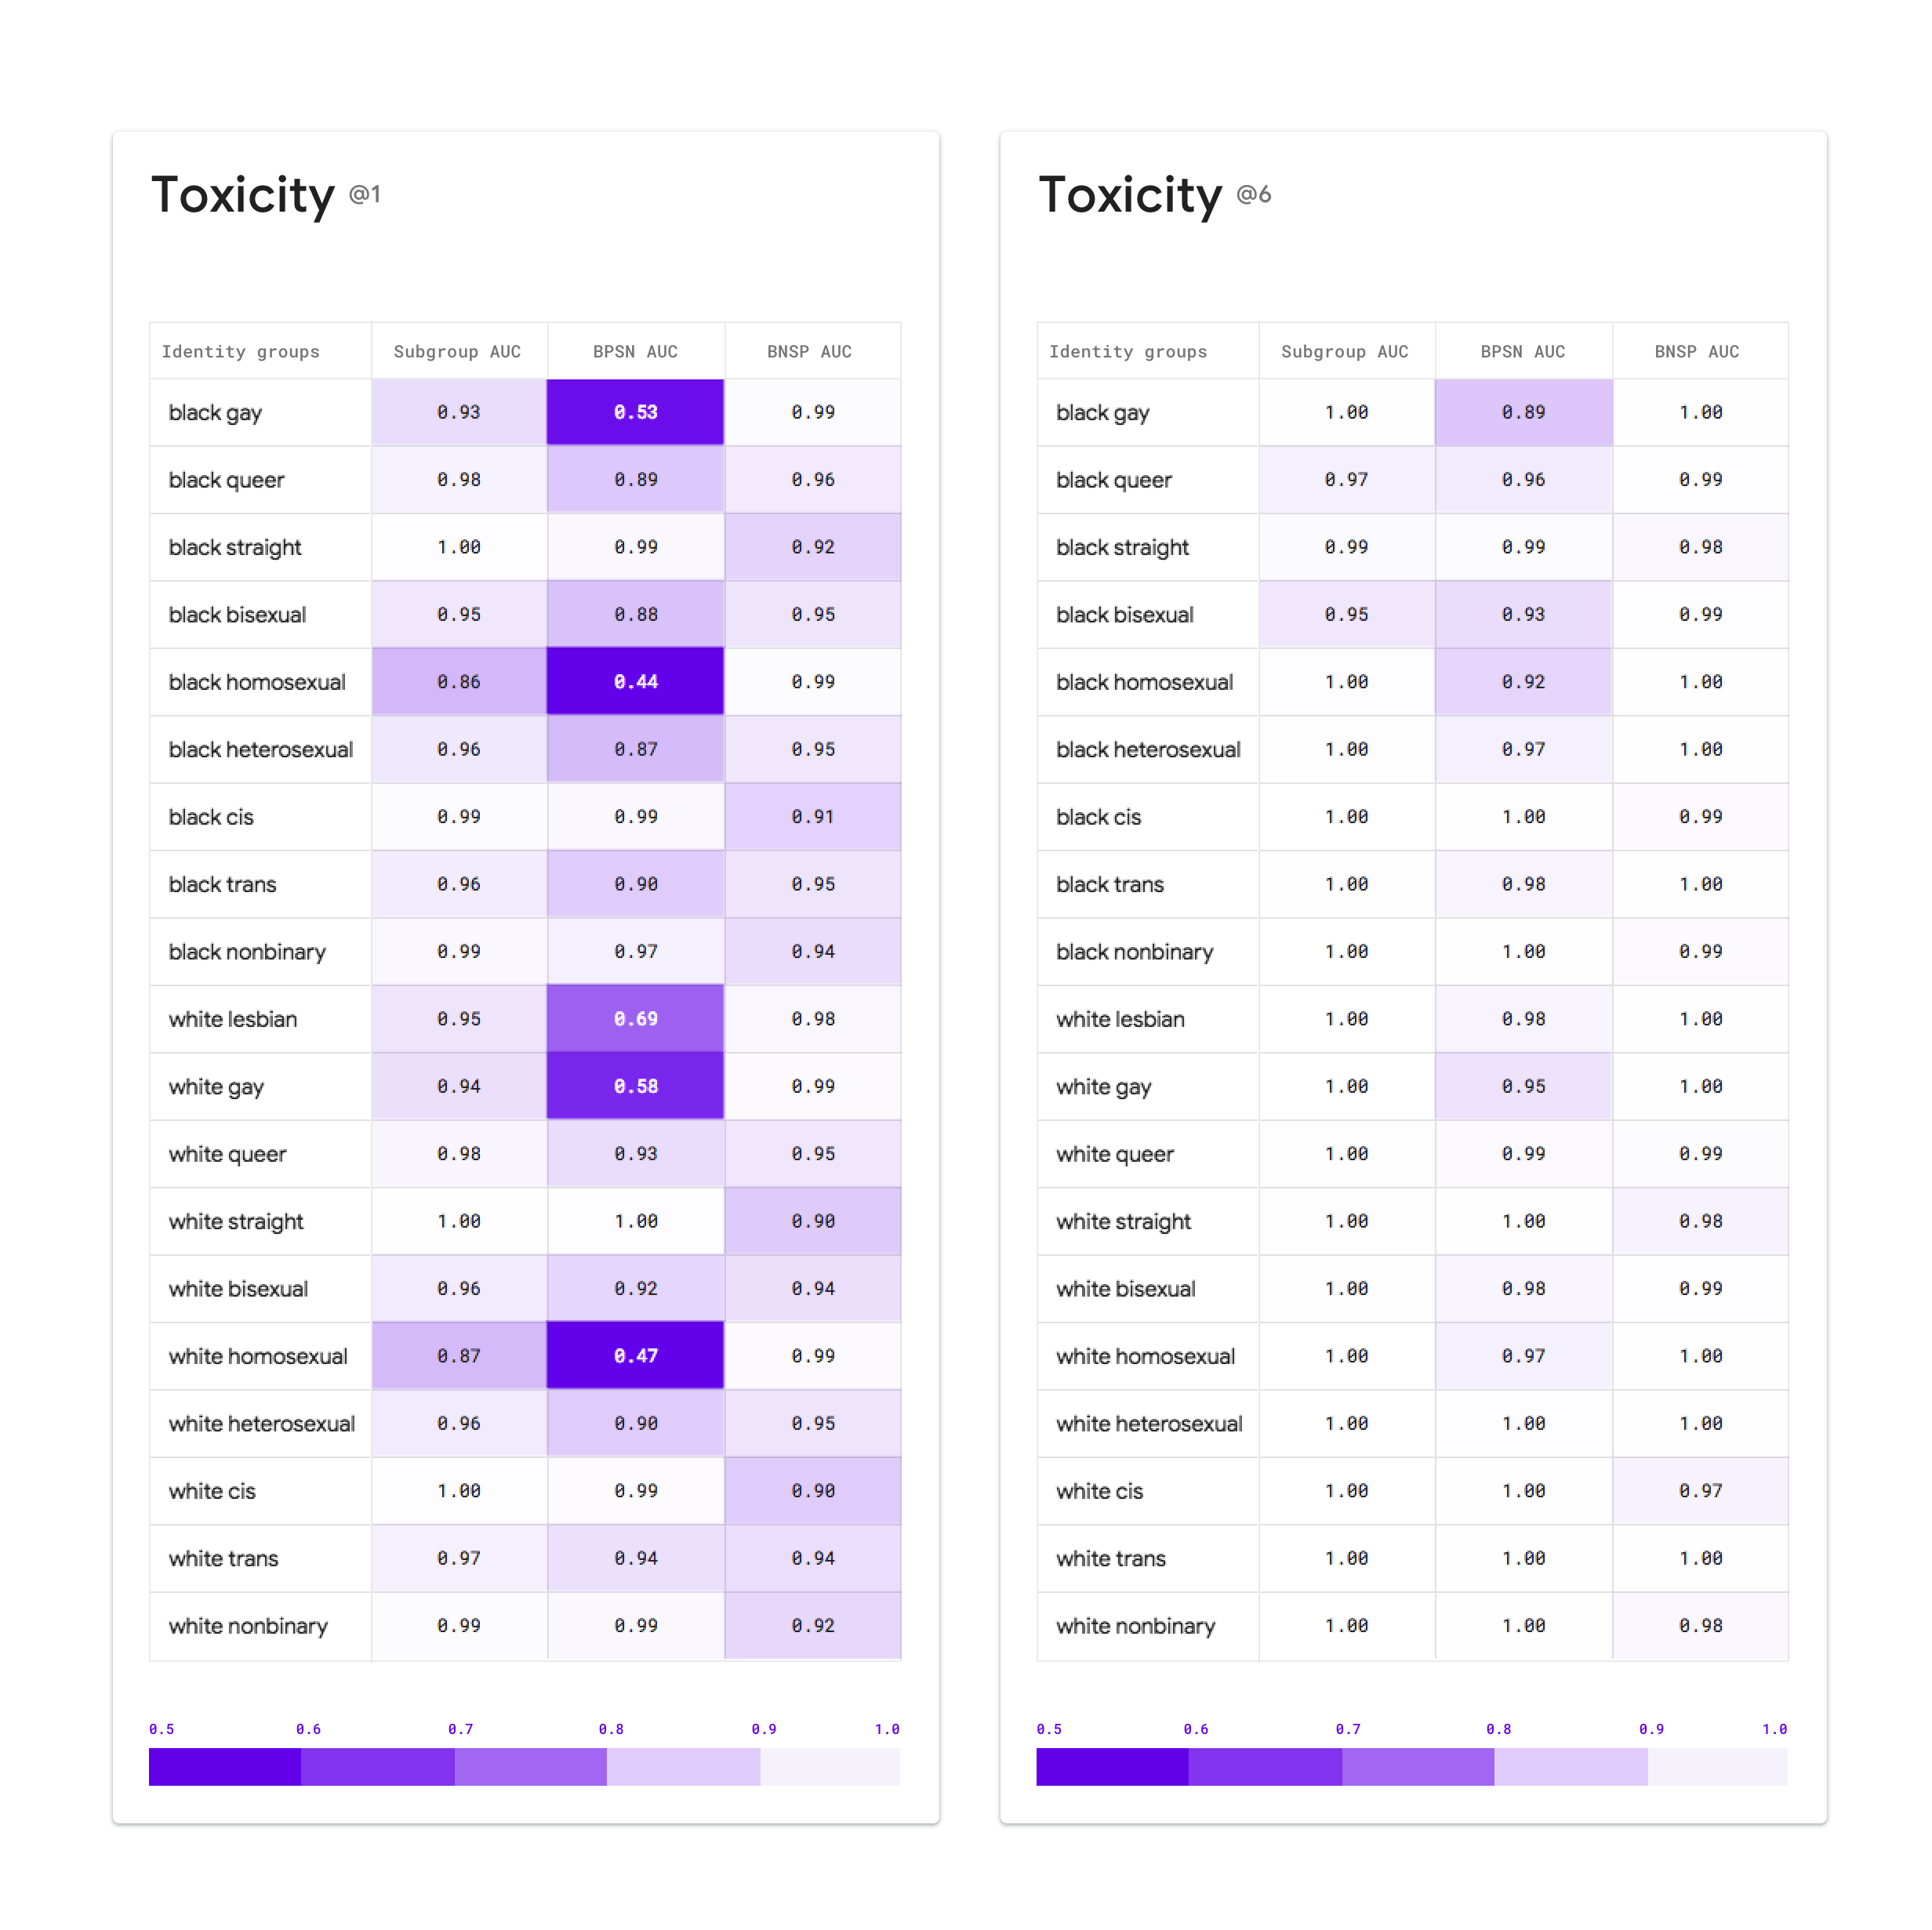 Toxicity @1
Identity groups Subgroup AUC BPSN AUC BNSP AUC
black gay 0.93 0.53 0.99
black queer 0.98 0.89 0.96
black straight 1.00 0.99 0.92
black bisexual 0.95 0.88 0.95
black homosexual 0.86 0.44 0.99
black heterosexual 0.96 0.87 0.95
black cis 0.99 0.99 0.91
black trans 0.96 0.90 0.95
black nonbinary 0.99 0.97 0.94
white lesbian 0.95 0.69 0.98
white gay 0.94 0.58 0.99
white queer 0.98 0.93 0.95
white straight 1.00 1.00 0.90
white bisexual 0.96 0.92 0.94
white homosexual 0.87 0.47 0.99
white heterosexual 0.96 0.90 0.95
white cis 1.00 0.99 0.90
white trans 0.97 0.94 0.94
white nonbinary 0.99 0.99 0.92
0.5 0.6 0.7 0.8 0.9 1.0
Toxicity @6
Identity groups Subgroup AUC BPSN AUC BNSP AUC
black gay 1.00 0.89 1.00
black queer 0.97 0.96 0.99
black straight 0.99 0.99 0.98
black bisexual 0.95 0.93 0.99
black homosexual 1.00 0.92 1.00
black heterosexual 1.00 0.97 1.00
black cis 1.00 1.00 0.99
black trans 1.00 0.98 1.00
black nonbinary 1.00 1.00 0.99
white lesbian 1.00 0.98 1.00
white gay 1.00 0.95 1.00
white queer 1.00 0.99 0.99
white straight 1.00 1.00 0.98
white bisexual 1.00 0.98 0.99
white homosexual 1.00 0.97 1.00
white heterosexual 1.00 1.00 1.00
white cis 1.00 1.00 0.97
white trans 1.00 1.00 1.00
white nonbinary 1.00 1.00 0.98
0.5 0.6 0.7 0.8 0.9 1.0